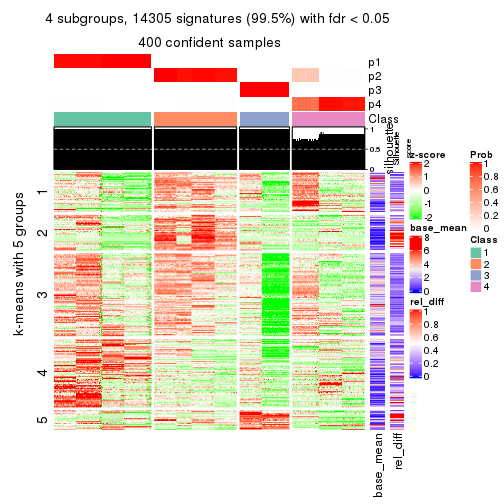 4 subgroups, 14305 signatures (99.5%) with fdr < 0.05
400 confident samples
p1
p2
p3
p4
Class
1
0.5
0
silhouette
Silhouette
score
k-means with 5 groups
1
2
3
4
5
base_mean
rel_diff
z-score
2
1
0
-1
-2
base_mean
8
6
4
2
0
rel_diff
1
0.8
0.6
0.4
0.2
0
Prob
1
0.8
0.6
0.4
0.2
0
Class
1
2
3
4